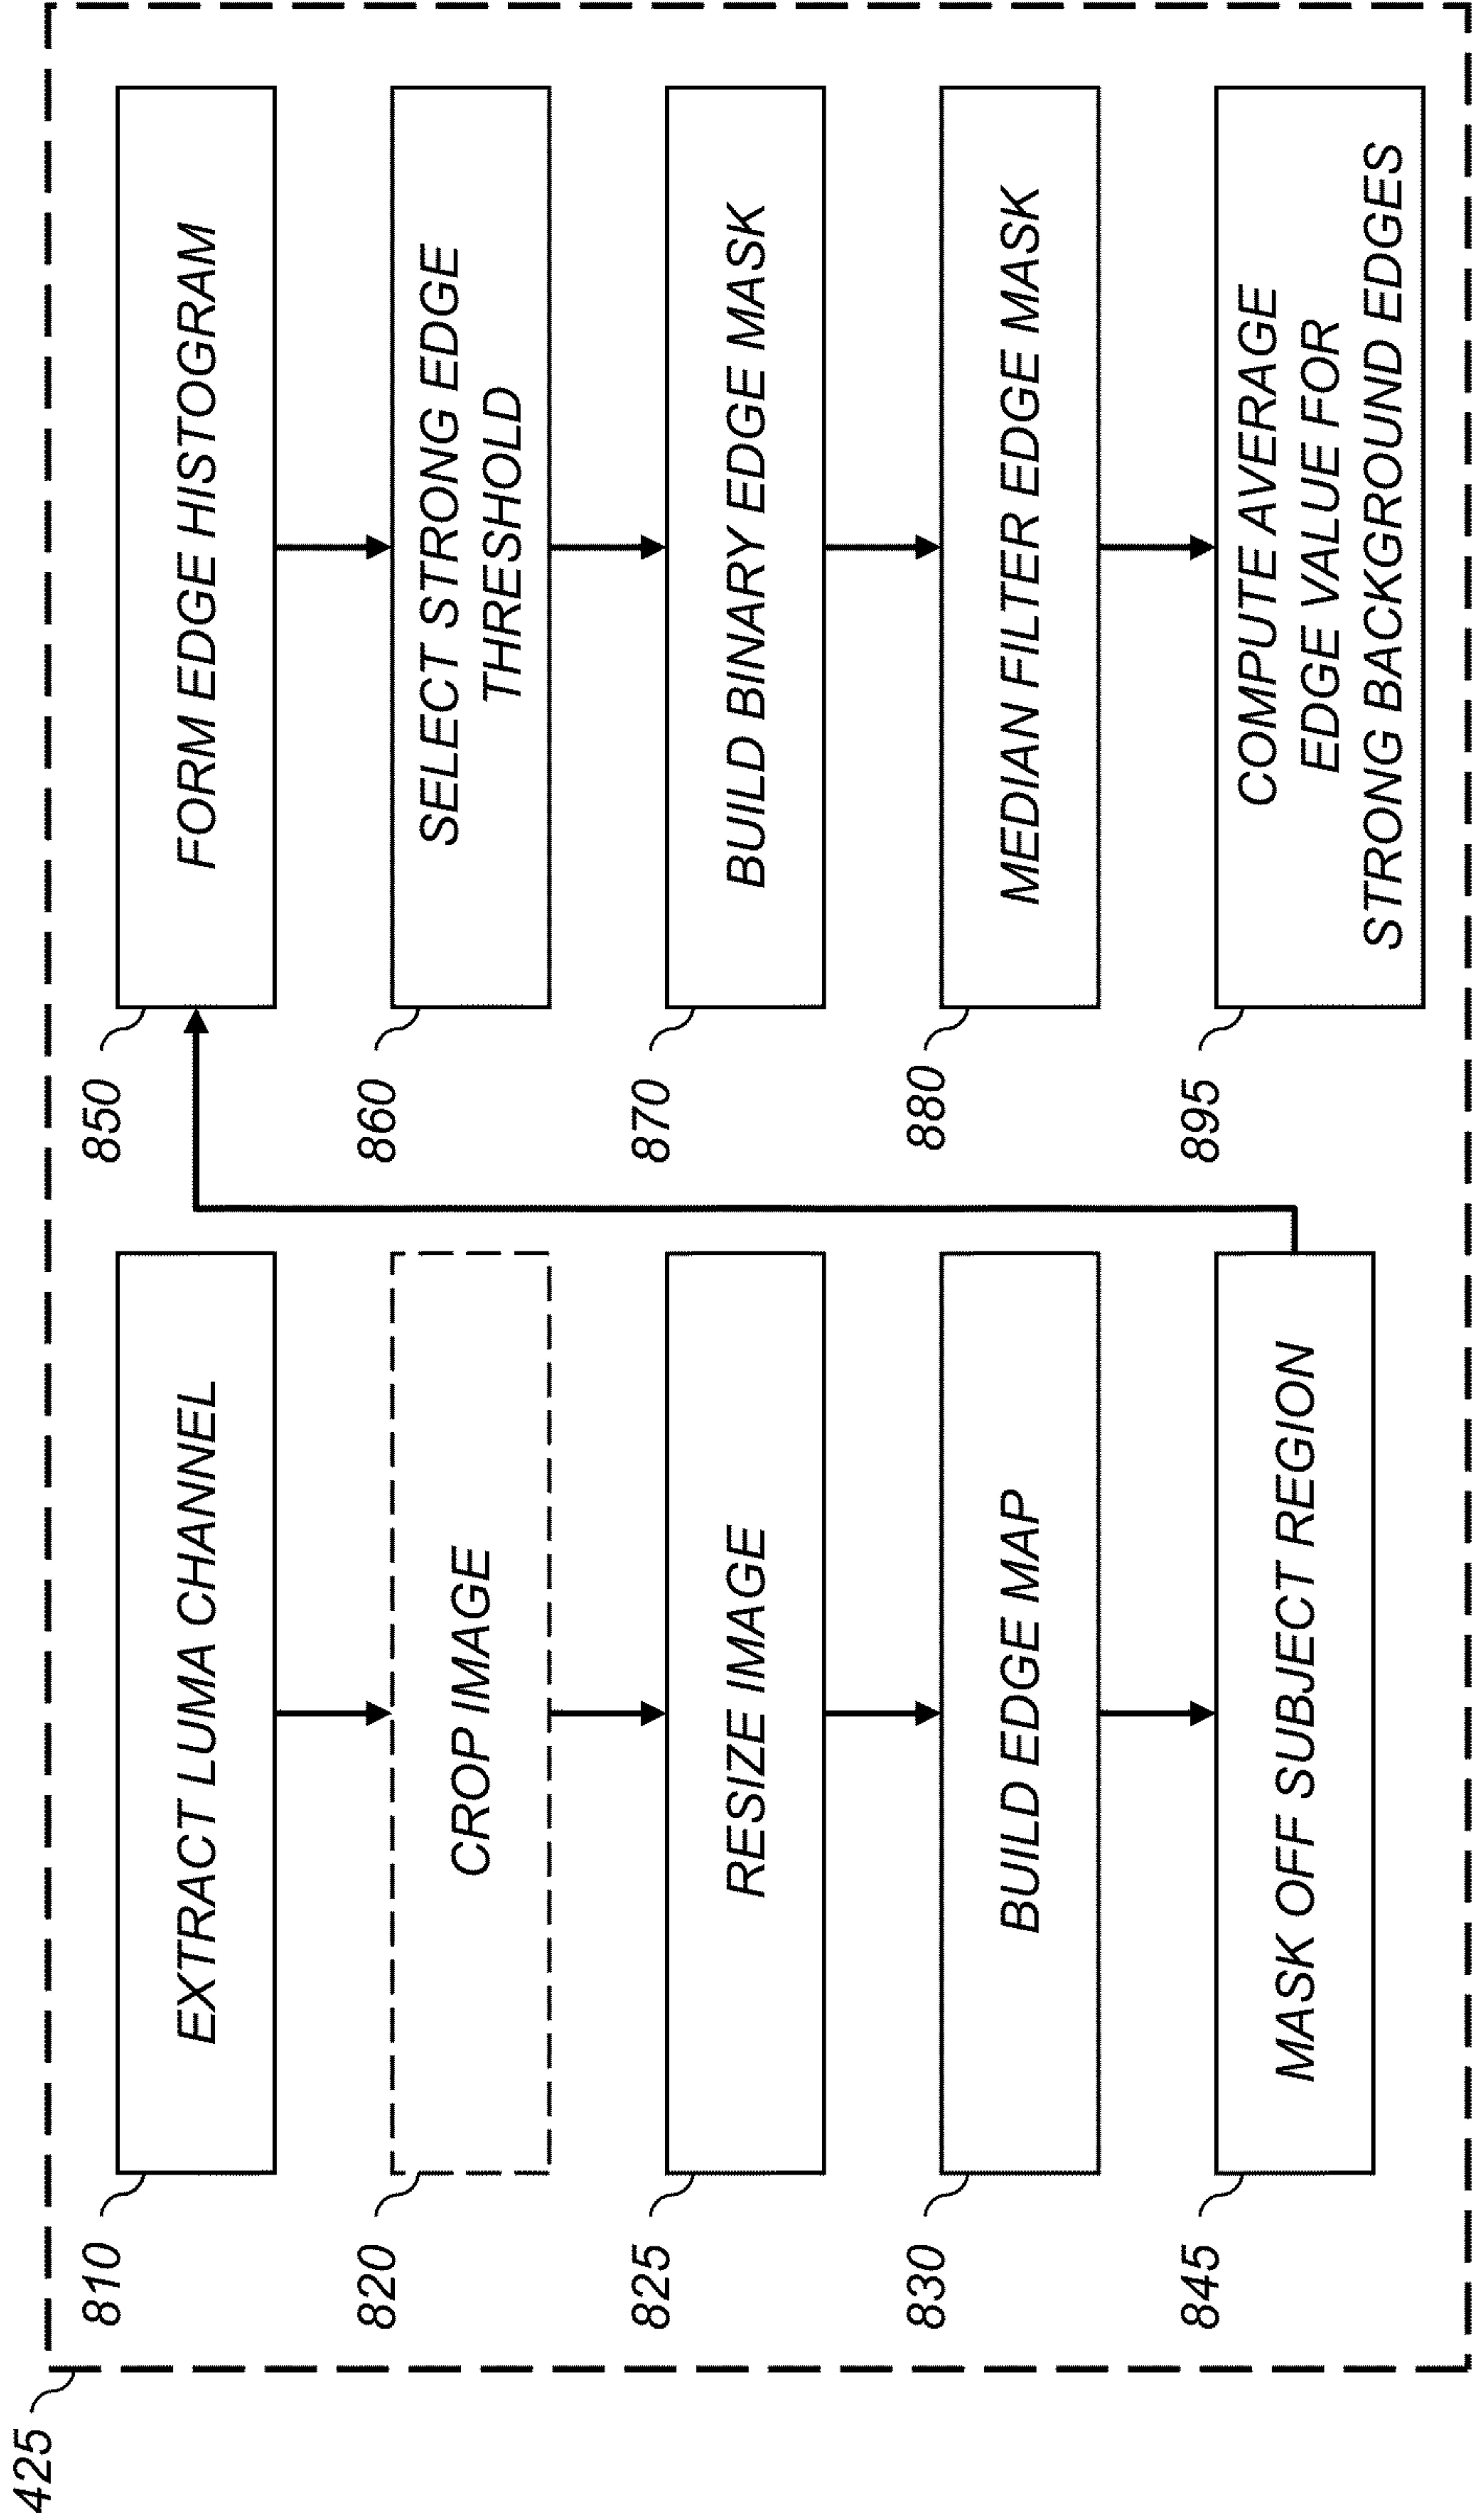 425
810
EXTRACT LUMA CHANNEL
820
CROP IMAGE
825
RESIZE IMAGE
830
BUILD EDGE MAP
845
MASK OFF SUBJECT REGION
850
FORM EDGE HISTOGRAM
860
SELECT STRONG EDGE
THRESHOLD
870
BUILD BINARY EDGE MASK
880
MEDIAN FILTER EDGE MASK
895
COMPUTE AVERAGE
EDGE VALUE FOR
STRONG BACKGROUND EDGES